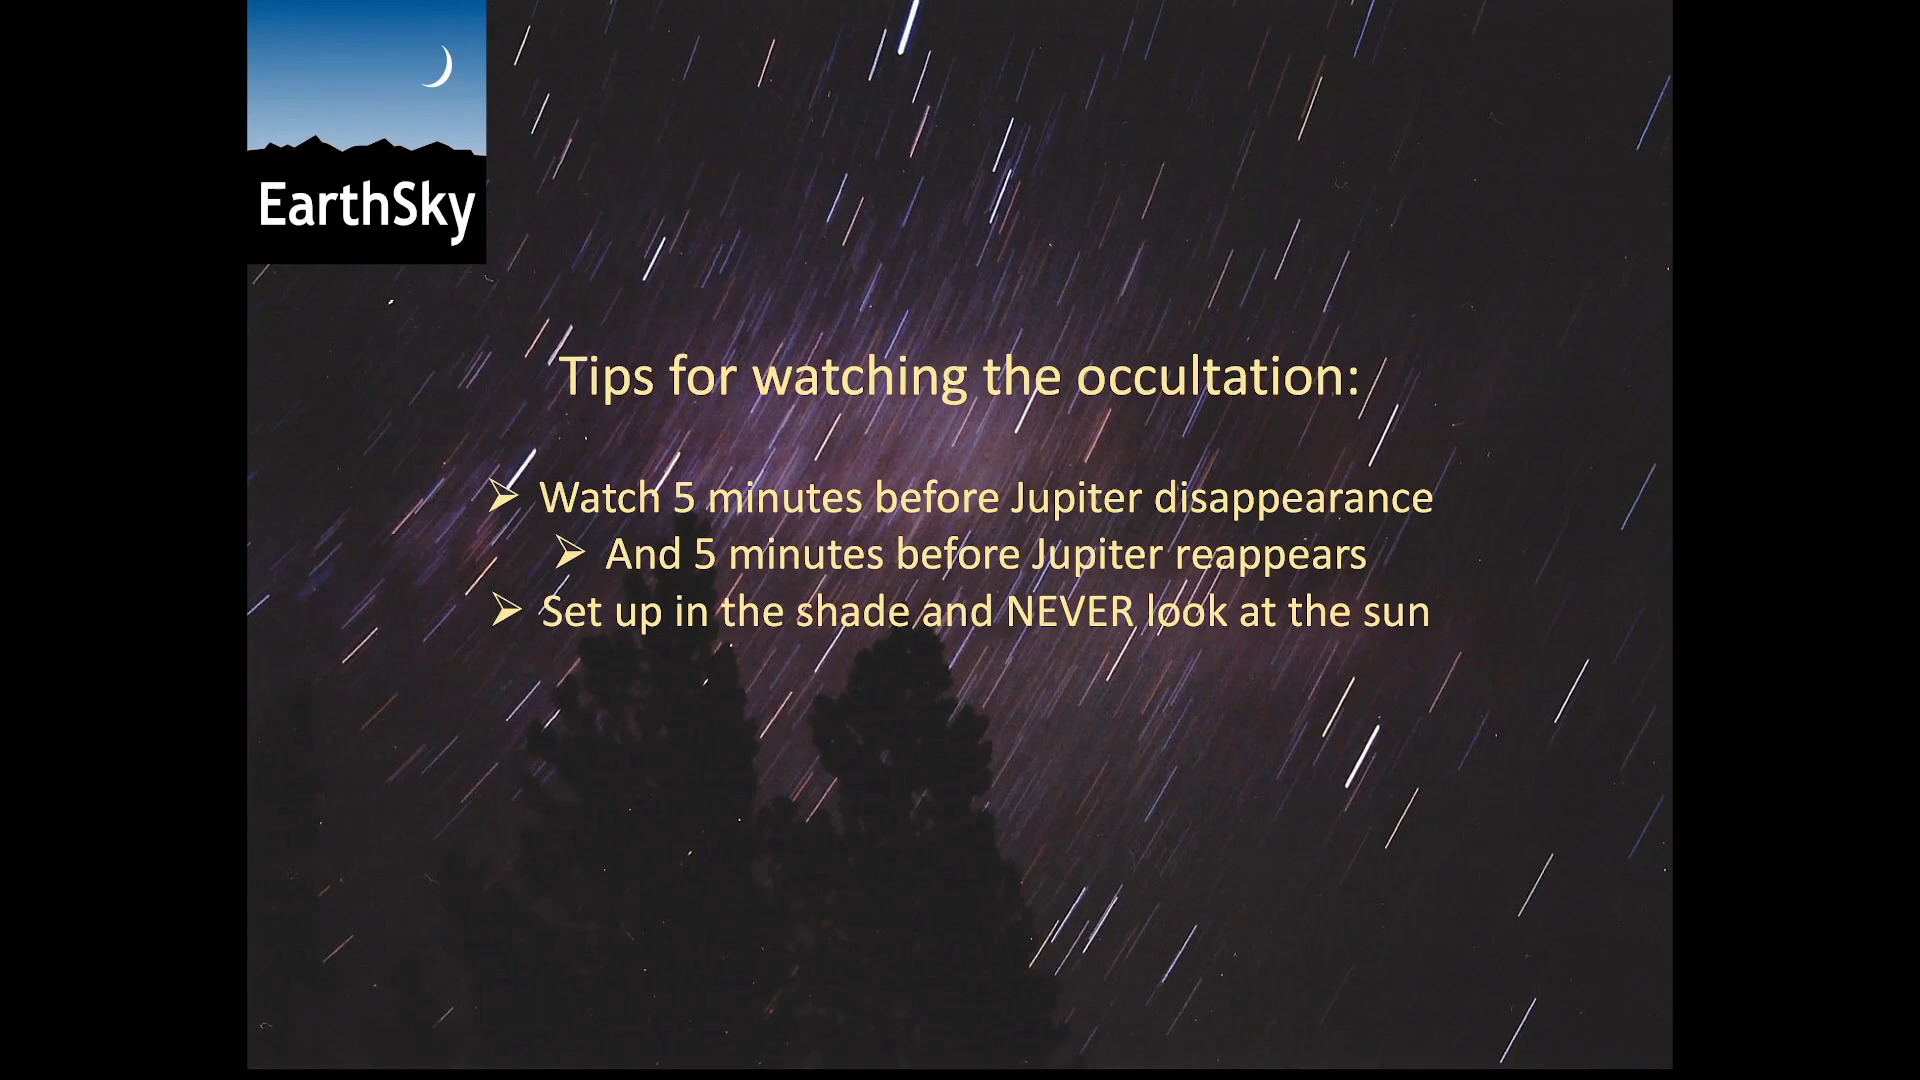 EarthSky
Tips for watching the occultation:
➢ Watch 5 minutes before Jupiter disappearance
➢ And 5 minutes before Jupiter reappears
➢ Set up in the shade and NEVER look at the sun